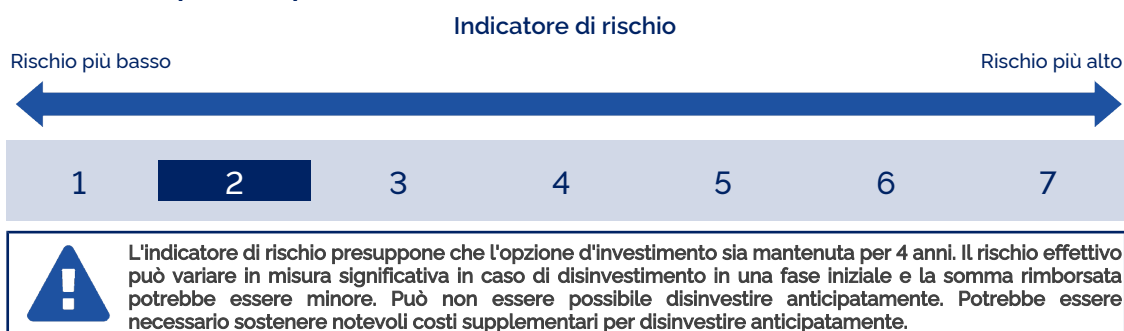 Indicatore di rischio
Rischio più basso
Rischio più alto
1 2 3 4 5 6 7
L'indicatore di rischio presuppone che l'opzione d'investimento sia mantenuta per 4 anni. Il rischio effettivo
può variare in misura significativa in caso di disinvestimento in una fase iniziale e la somma rimborsata
potrebbe essere minore. Può non essere possibile disinvestire anticipatamente. Potrebbe essere
necessario sostenere notevoli costi supplementari per disinvestire anticipatamente.